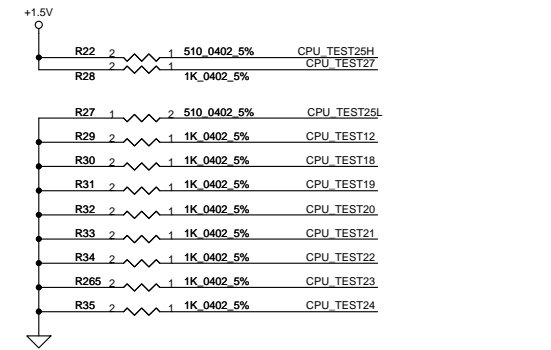 +1.5V
R22 2 1 510_0402_5% CPU_TEST25H
R28 2 1 1K_0402_5% CPU_TEST27
R27 1 2 510_0402_5% CPU_TEST25L
R29 2 1 1K_0402_5% CPU_TEST12
R30 2 1 1K_0402_5% CPU_TEST18
R31 2 1 1K_0402_5% CPU_TEST19
R32 2 1 1K_0402_5% CPU_TEST20
R33 2 1 1K_0402_5% CPU_TEST21
R34 2 1 1K_0402_5% CPU_TEST22
R265 2 1 1K_0402_5% CPU_TEST23
R35 2 1 1K_0402_5% CPU_TEST24